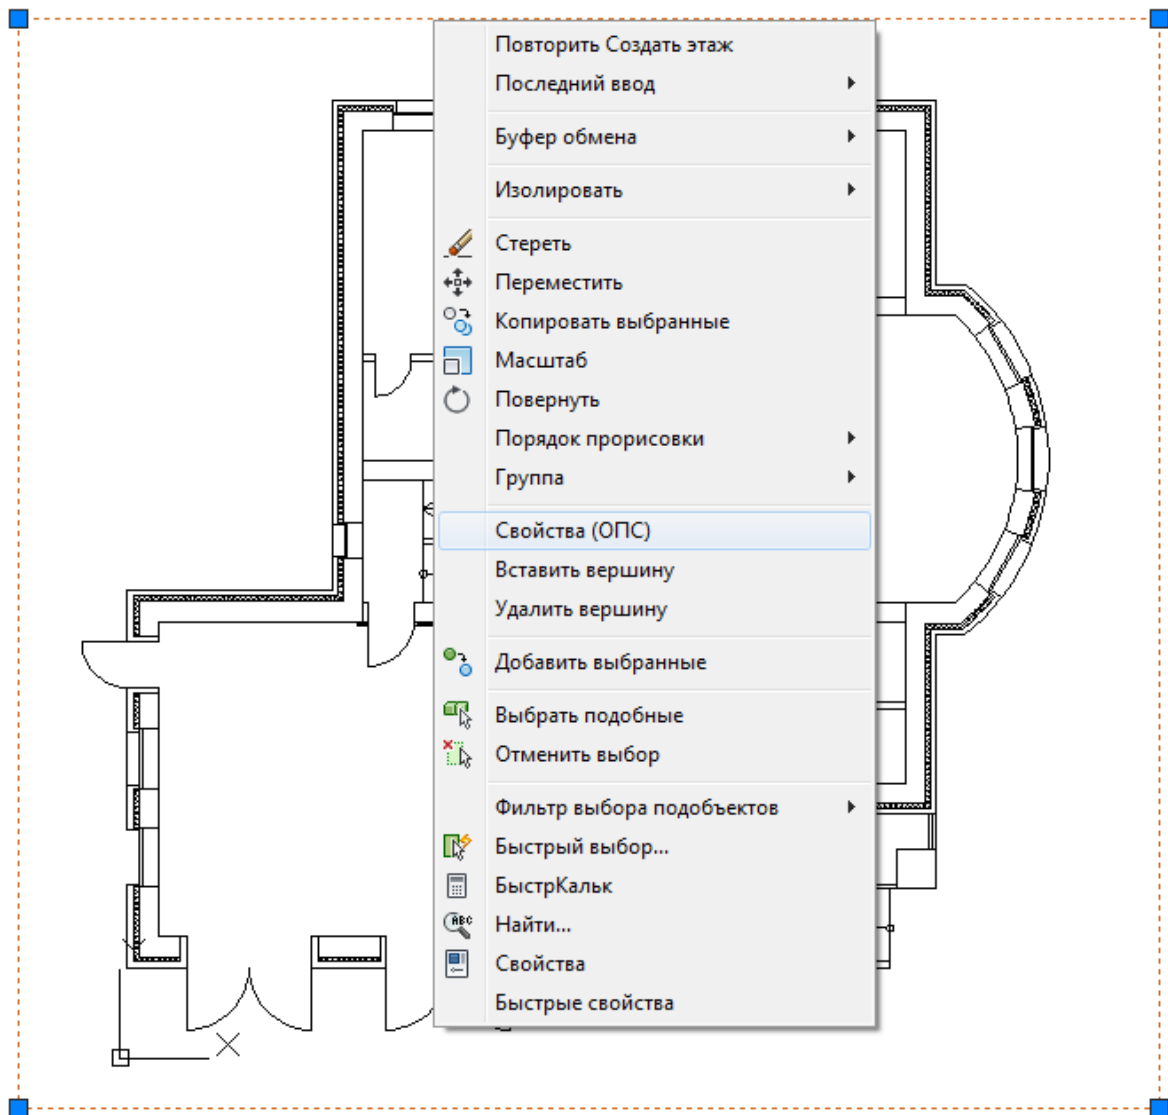 Повторить Создать этаж
Последний ввод
Буфер обмена
Изолировать
Стереть
Переместить
Копировать выбранные
Масштаб
Повернуть
Порядок прорисовки
Группа
Свойства (ОПС)
Вставить вершину
Удалить вершину
Добавить выбранные
Выбрать подобные
Отменить выбор
Фильтр выбора подобъектов
Быстрый выбор...
БыстрКальк
ABC
Найти...
Свойства
Быстрые свойства